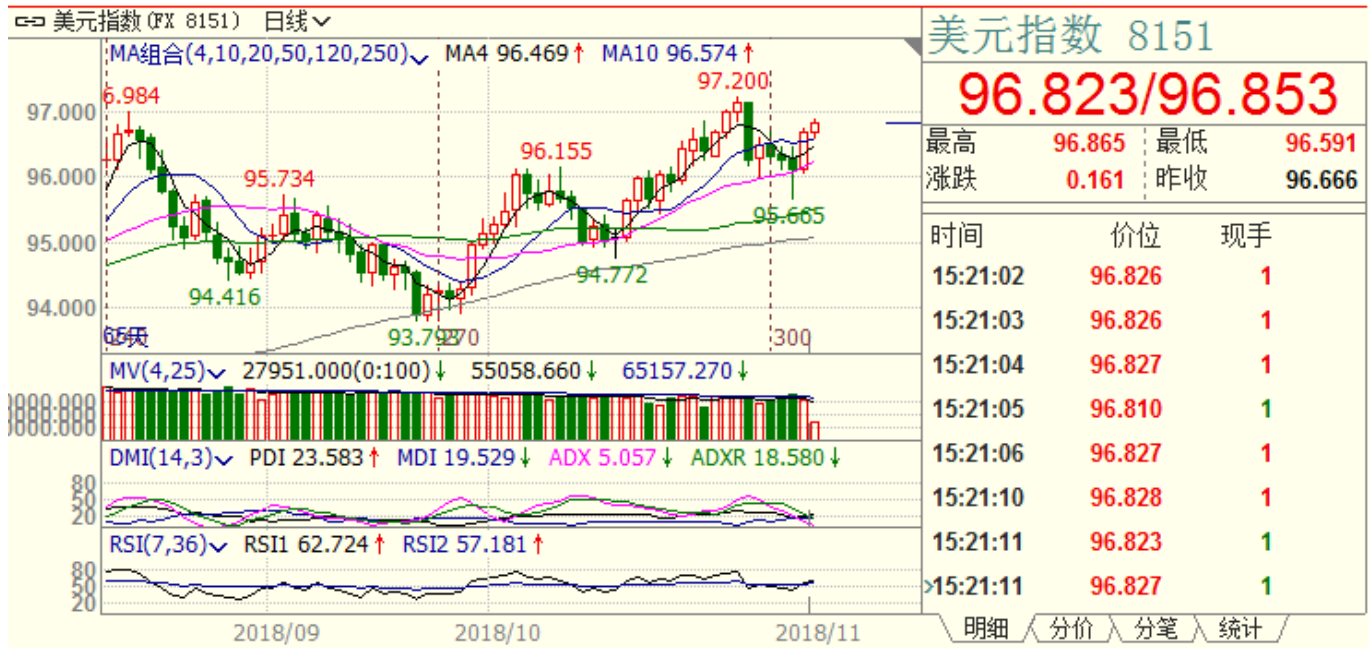 美元指数(FX 8151) 日线
MA组合(4,10,20,50,120,250) MA4 96.469↑ MA10 96.574↑
6.984
97.200
97.000
96.155
96.000
95.734
95.665
95.000
94.772
94.416
94.000
93.793 270
65天
300
MV(4,25) 27951.000(0:100)↓ 55058.660↓ 65157.270↓
DMI(14,3) PDI 23.583↑ MDI 19.529↓ ADX 5.057↓ ADXR 18.580↓
80
50
20
RSI(7,36) RSI1 62.724↑ RSI2 57.181↑
80
50
20
2018/09 2018/10 2018/11
美元指数 8151
96.823/96.853
最高 96.865 最低 96.591
涨跌 0.161 昨收 96.666
时间 价位 现手
15:21:02 96.826 1
15:21:03 96.826 1
15:21:04 96.827 1
15:21:05 96.810 1
15:21:06 96.827 1
15:21:10 96.828 1
15:21:11 96.823 1
>15:21:11 96.827 1
明细 分价 分笔 统计